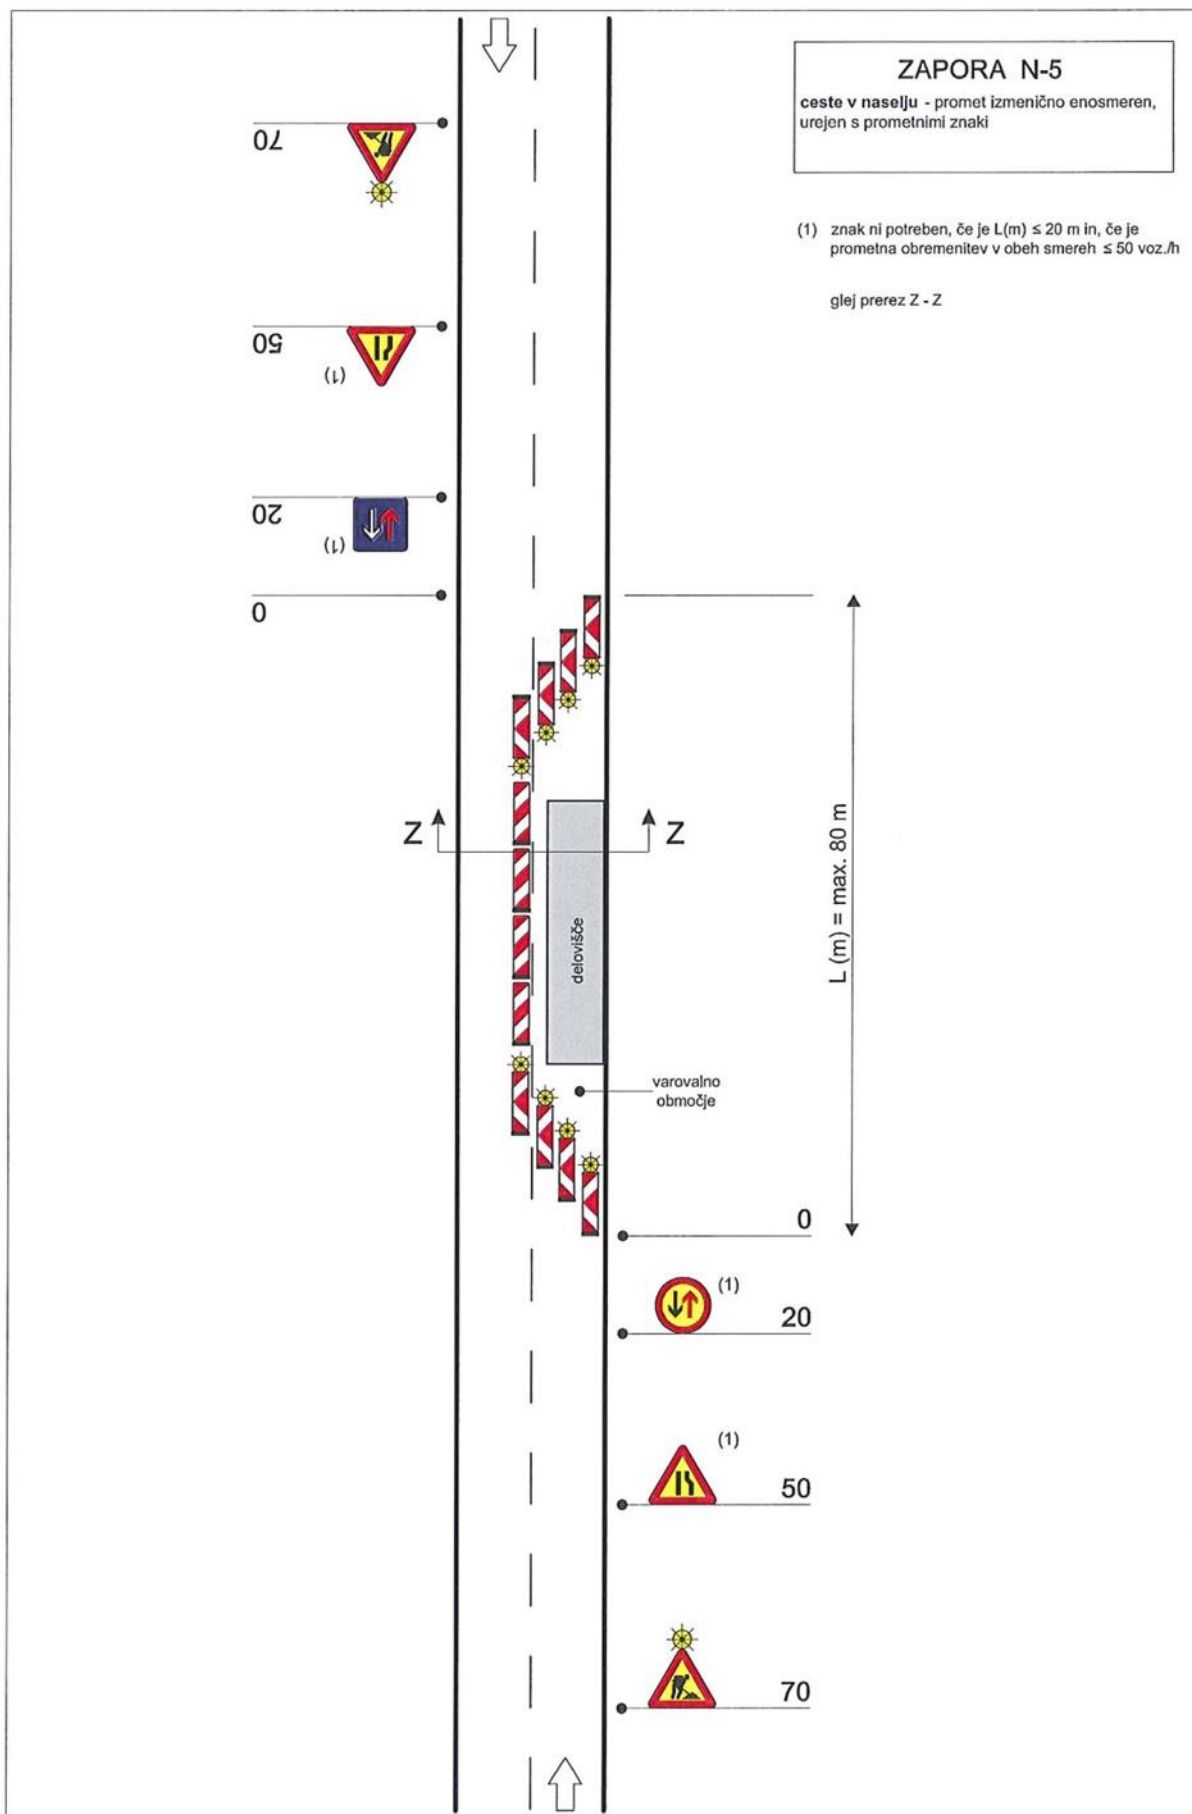 ZAPORA N-5
ceste v naselju - promet izmenično enosmeren,
urejen s prometnimi znaki
(1) znak ni potreben, če je L(m) ≤ 20 m in, če je
prometna obremenitev v obeh smereh ≤ 50 voz./h
glej prerez Z - Z
70
50
(1)
20
(1)
0
Z
Z
delovišče
L (m) = max. 80 m
varovalno
območje
0
(1)
20
(1)
50
70